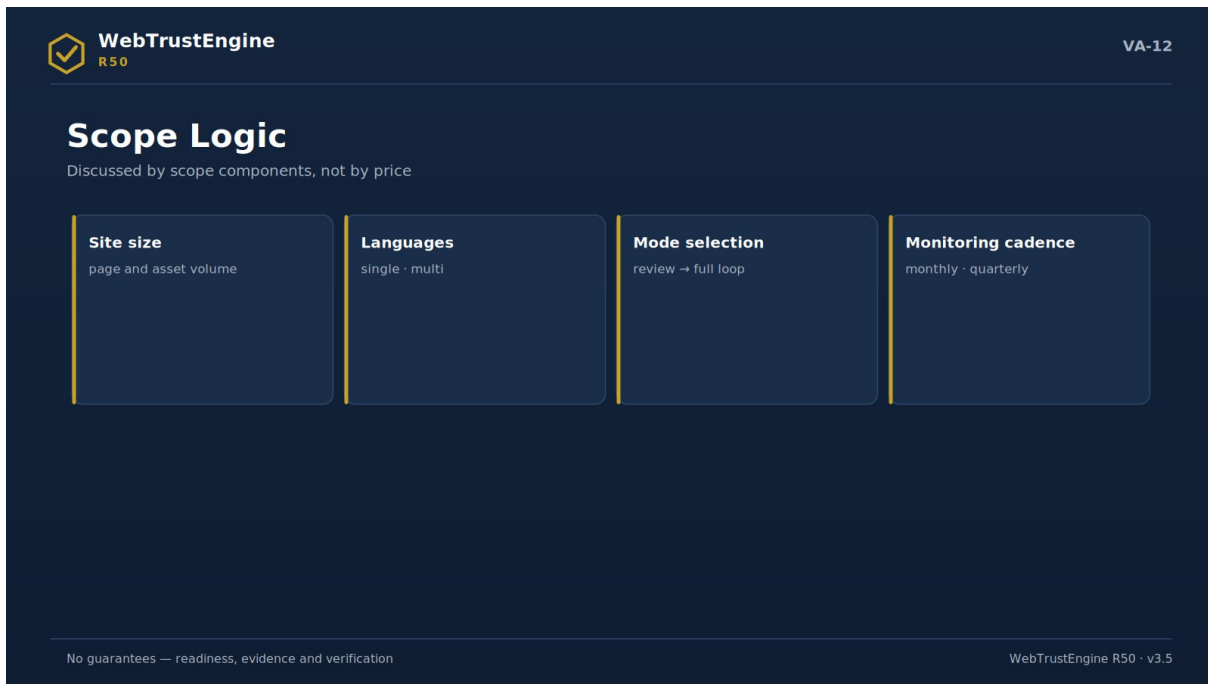 WebTrustEngine
R50
VA-12
Scope Logic
Discussed by scope components, not by price
Site size
page and asset volume
Languages
single · multi
Mode selection
review → full loop
Monitoring cadence
monthly · quarterly
No guarantees — readiness, evidence and verification
WebTrustEngine R50 · v3.5